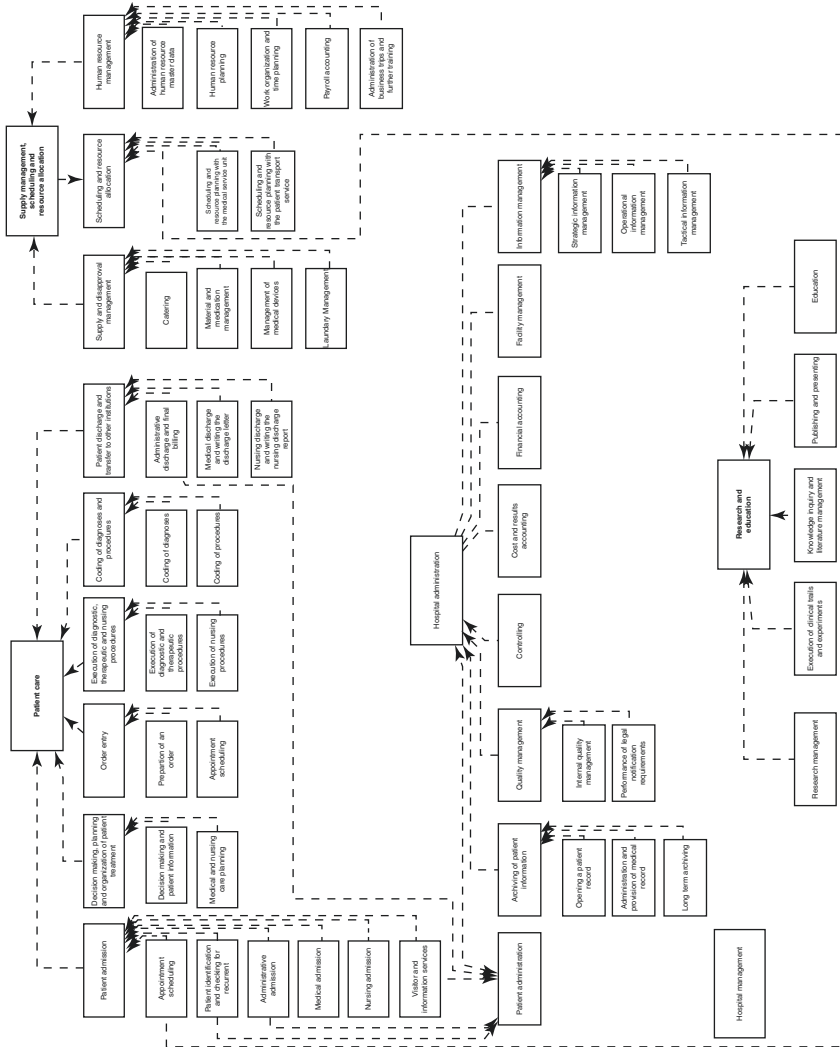 Patient care
Patient admission
Appointment
scheduling
Patient identification
and checking for
recurrent
Administrative
admission
Medical admission
Nursing admission
Visitor and
information services
Decision making, planning
and organization of patient
treatment
Decision making and
patient information
Medical and nursing
care planning
Order entry
Prepartion of an
order
Appointment
scheduling
Execution of diagnostic,
therapeutic and nursing
procedures
Execution of
diagnostic and
therapeutic
procedures
Execution of nursing
procedures
Coding of diagnoses and
procedures
Coding of diagnoses
Coding of procedures
Patient discharge and
transfer to other institutions
Administrative
discharge and final
billing
Medical discharge
and writing the
discharge letter
Nursing discharge
and writing the
nursing discharge
report
Supply management,
scheduling and
resource allocation
Supply and disapproval
management
Catering
Material and
medication
management
Management of
medical devices
Laundary Management
Scheduling and resource
allocation
Scheduling and
resource planning with
the medical service unit
Scheduling and
resource planning with
the patient transport
service
Human resource
management
Administration of
human resource
master data
Human resource
planning
Work organization and
time planning
Payroll accounting
Administration of
business trips and
further training
Hospital administration
Patient administration
Archiving of patient
information
Opening a patient
record
Administration and
provision of medical
record
Long term archiving
Quality management
Internal quality
management
Performance of legal
notification
requirements
Controlling
Cost and results
accounting
Financial accounting
Facility management
Information management
Strategic information
management
Operational
information
management
Tactical information
management
Hospital management
Research and
education
Research management
Execution of clinical trails
and experiments
Knowledge inquiry and
literature management
Publishing and presenting
Education